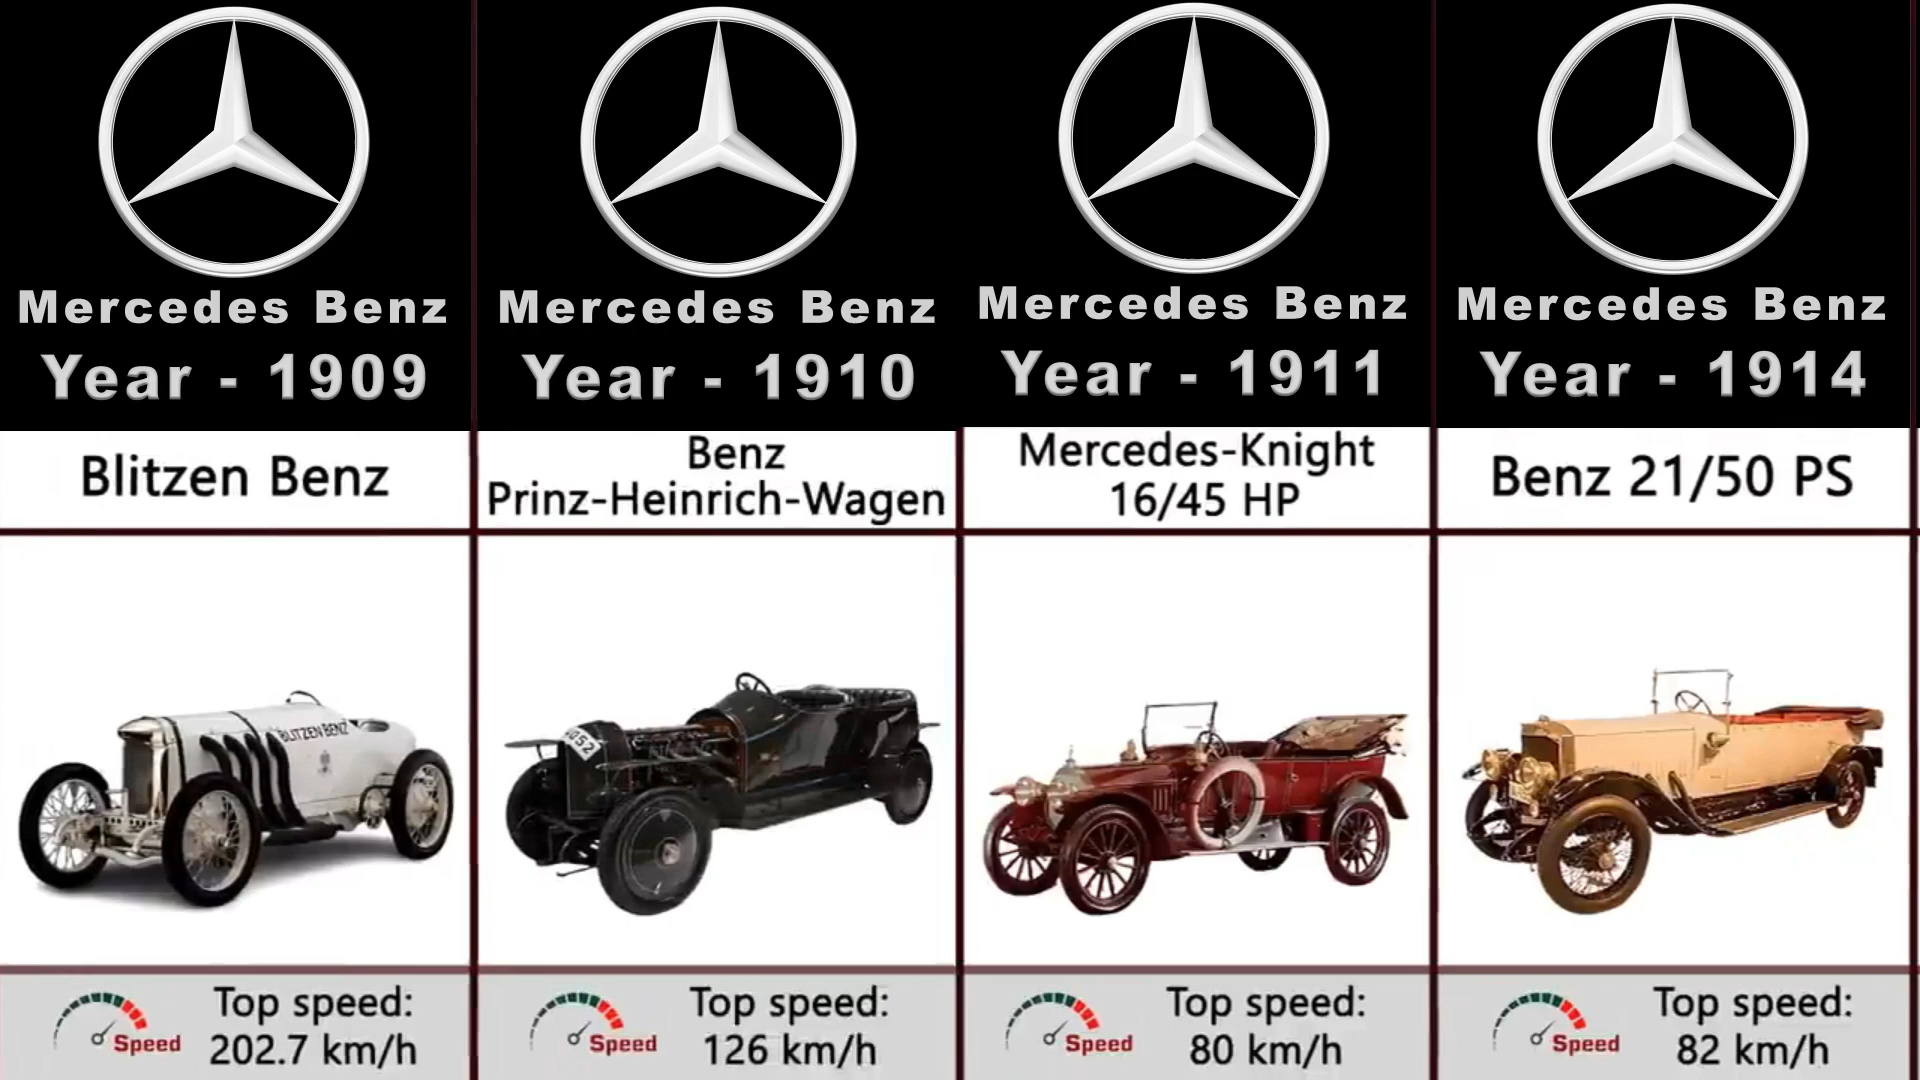 Mercedes Benz
Year - 1909
Blitzen Benz
BLITZEN BENZ
Speed
Top speed:
202.7 km/h
Mercedes Benz
Year - 1910
Benz
Prinz-Heinrich-Wagen
Speed
Top speed:
126 km/h
Mercedes Benz
Year - 1911
Mercedes-Knight
16/45 HP
Speed
Top speed:
80 km/h
Mercedes Benz
Year - 1914
Benz 21/50 PS
Speed
Top speed:
82 km/h